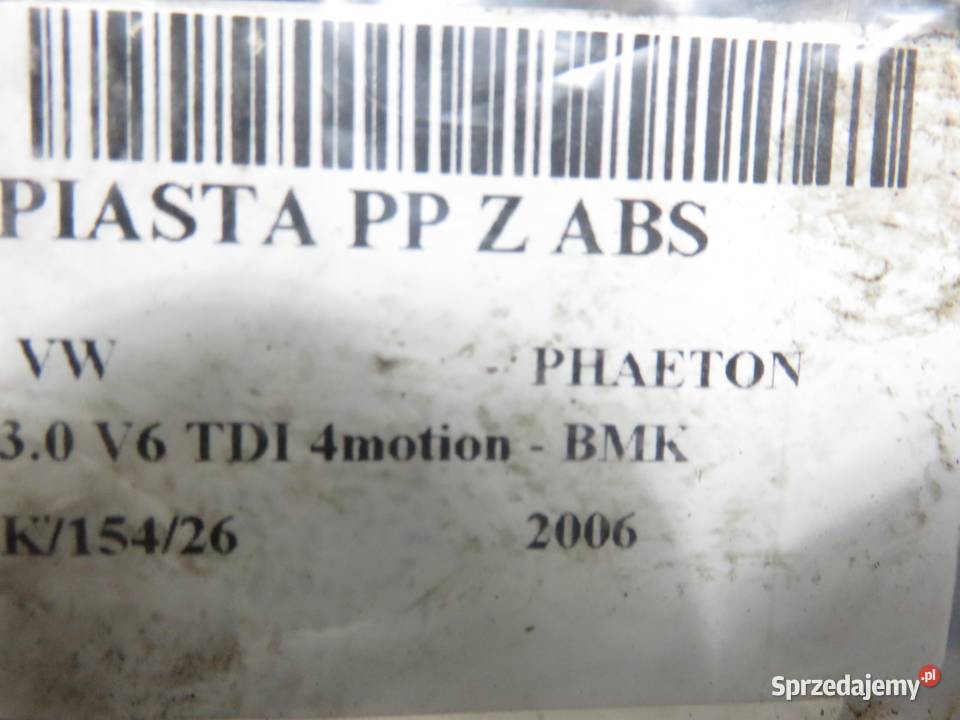 PIASTA PP Z ABS
VW PHAETON
3.0 V6 TDI 4motion - BMK
K/154/26 2006
Sprzedajemy.pl